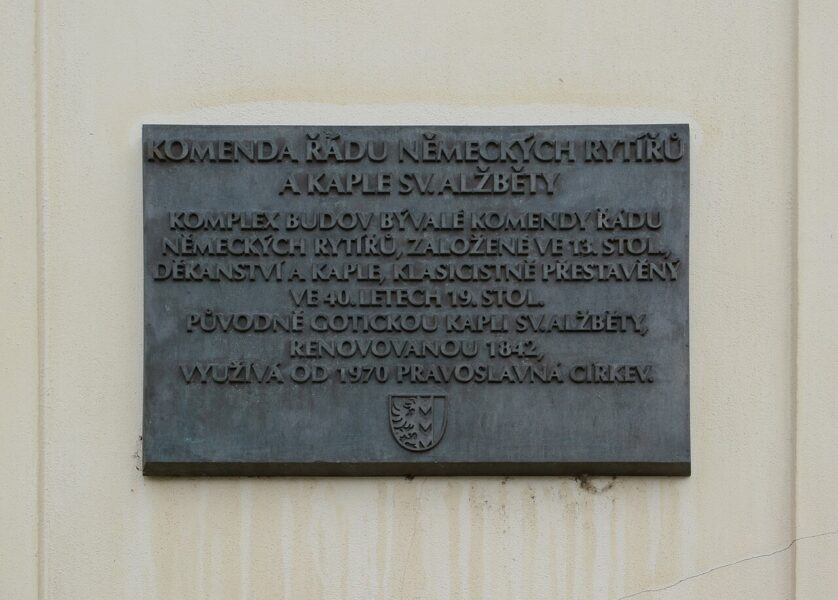 KOMENDA ŘÁDU NĚMECKÝCH RYTÍŘŮ
A KAPLE SV. ALŽBĚTY
KOMPLEX BUDOV BÝVALÉ KOMENDY ŘÁDU
NĚMECKÝCH RYTÍŘŮ, ZALOŽENÉ VE 13. STOL.,
DĚKANSTVÍ A KAPLE, KLASICISTNĚ PŘESTAVĚNÝ
VE 40. LETECH 19. STOL.
PŮVODNĚ GOTICKOU KAPLI SV. ALŽBĚTY,
RENOVOVANOU 1842,
VYUŽÍVÁ OD 1970 PRAVOSLAVNÁ CÍRKEV.